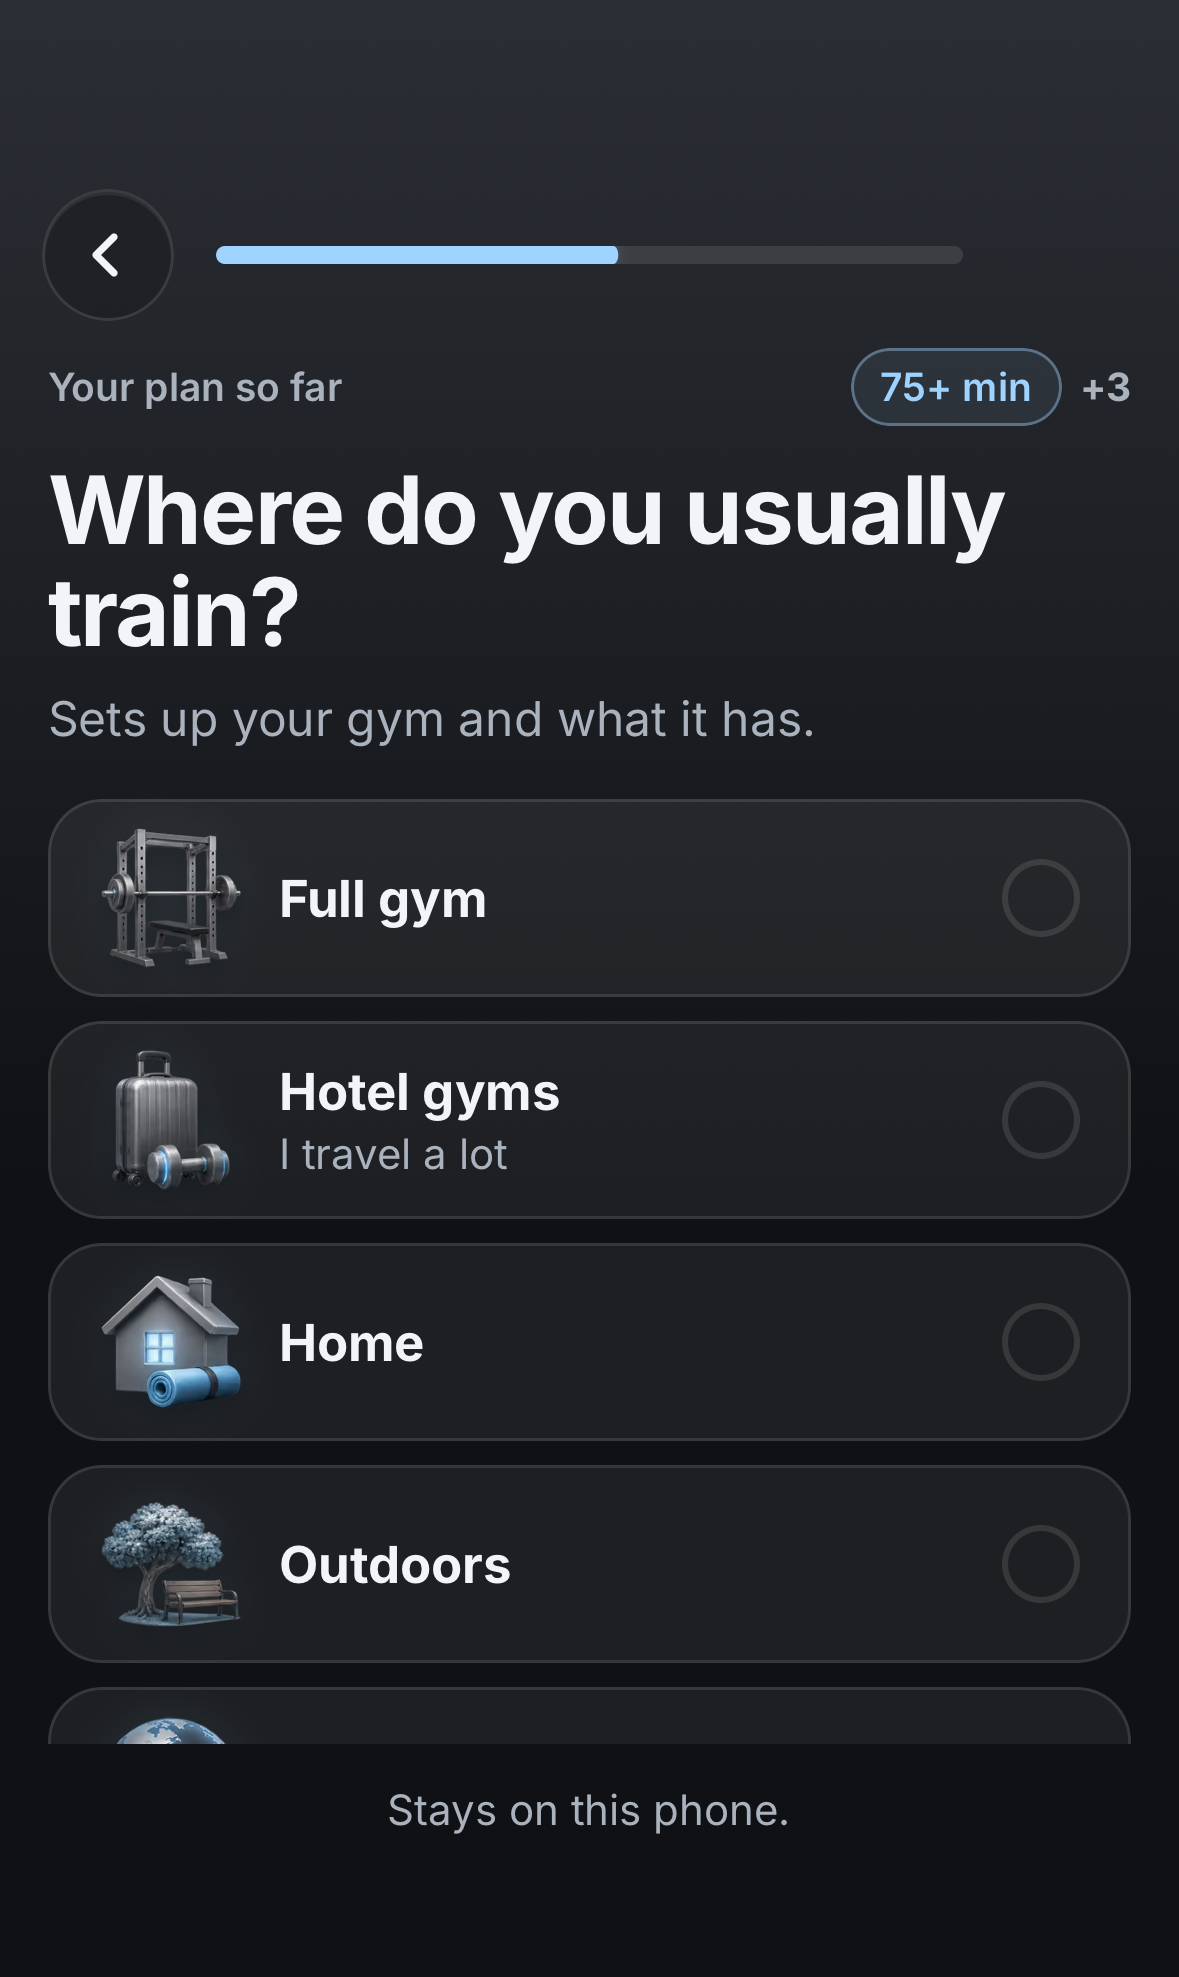 Your plan so far
75+ min +3
Where do you usually
train?
Sets up your gym and what it has.
Full gym
Hotel gyms
I travel a lot
Home
Outdoors
Stays on this phone.